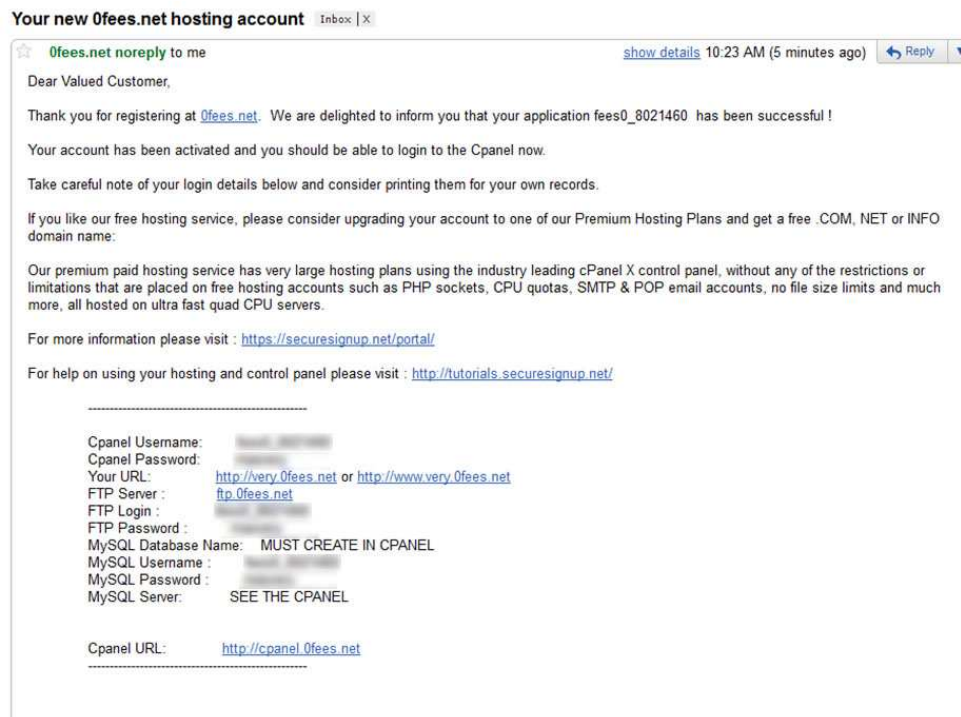 Your new 0fees.net hosting account Inbox | X
0fees.net noreply to me show details 10:23 AM (5 minutes ago) Reply
Dear Valued Customer,
Thank you for registering at 0fees.net. We are delighted to inform you that your application fees0_8021460 has been successful !
Your account has been activated and you should be able to login to the Cpanel now.
Take careful note of your login details below and consider printing them for your own records.
If you like our free hosting service, please consider upgrading your account to one of our Premium Hosting Plans and get a free .COM, NET or INFO
domain name:
Our premium paid hosting service has very large hosting plans using the industry leading cPanel X control panel, without any of the restrictions or
limitations that are placed on free hosting accounts such as PHP sockets, CPU quotas, SMTP & POP email accounts, no file size limits and much
more, all hosted on ultra fast quad CPU servers.
For more information please visit : https://securesignup.net/portal/
For help on using your hosting and control panel please visit : http://tutorials.securesignup.net/
---------------------------------------------------
Cpanel Username:
Cpanel Password:
Your URL: http://very.0fees.net or http://www.very.0fees.net
FTP Server : ftp.0fees.net
FTP Login :
FTP Password :
MySQL Database Name: MUST CREATE IN CPANEL
MySQL Username :
MySQL Password :
MySQL Server: SEE THE CPANEL
Cpanel URL: http://cpanel.0fees.net
---------------------------------------------------